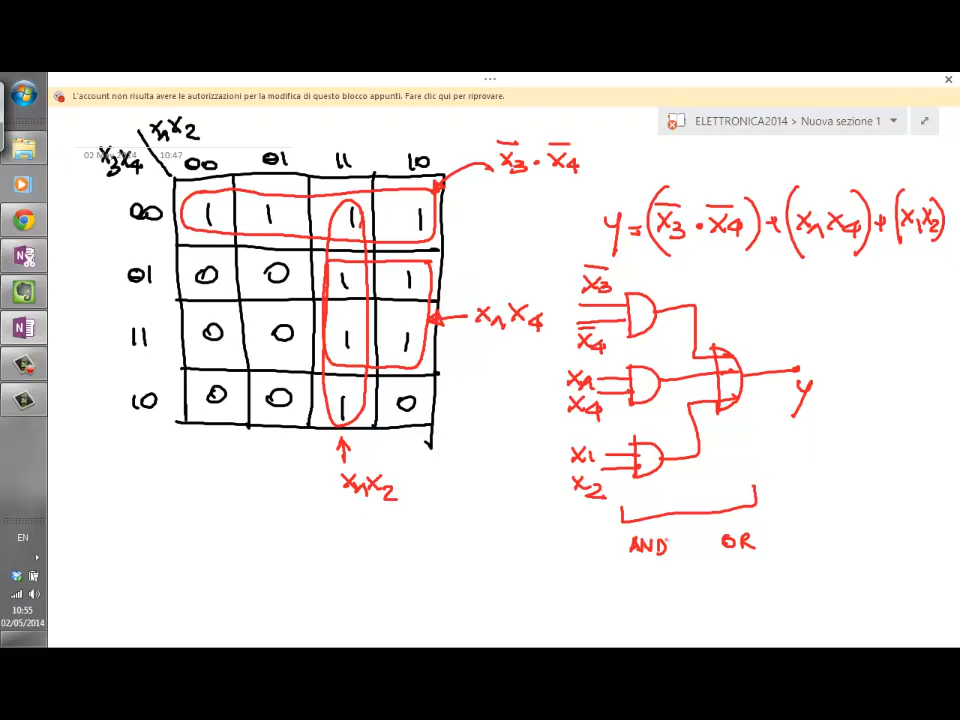 L'account non risulta avere le autorizzazioni per la modifica di questo blocco appunti. Fare clic qui per riprovare.
ELETTRONICA2014 > Nuova sezione 1
10:47
x1x2
x3x4
00 01 11 10
00 1 1 1 1
01 0 0 1 1
11 0 0 1 1
10 0 0 1 0
x̅3 · x̅4
x1x4
x1x2
y = (x̅3 · x̅4) + (x1x4) + (x1x2)
x̅3
x̅4
x1
x4
x1
x2
y
AND OR
EN
10:55
02/05/2014